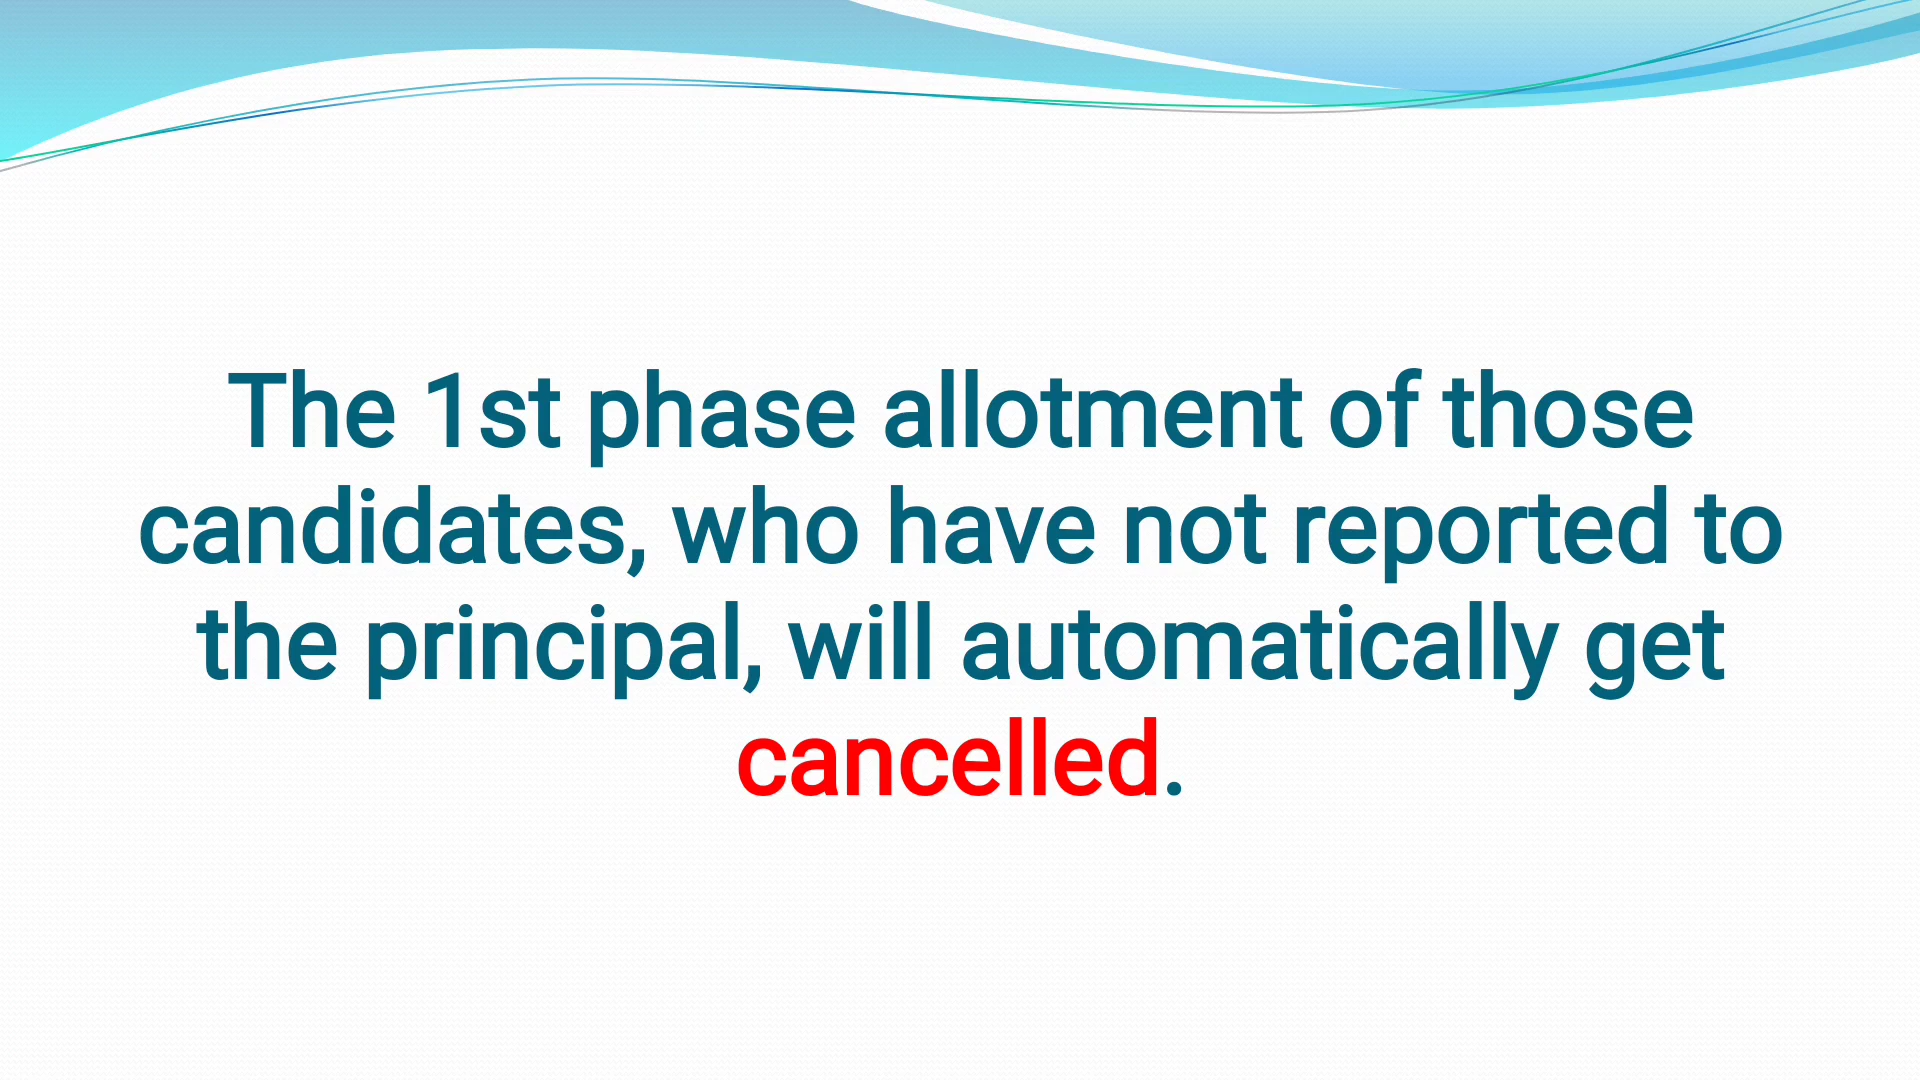 The 1st phase allotment of those
candidates, who have not reported to
the principal, will automatically get
cancelled.